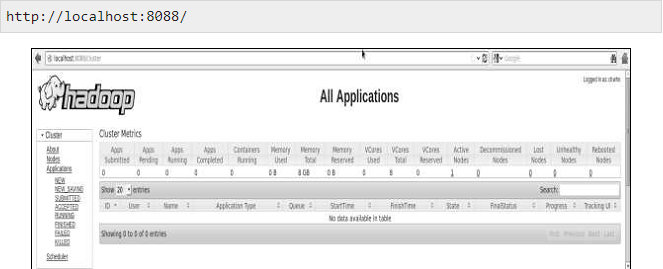 http://localhost:8088/
localhost:8088/cluster
Google
Logged in as: dr.who
hadoop
All Applications
Cluster
About
Nodes
Applications
NEW
NEW_SAVING
SUBMITTED
ACCEPTED
RUNNING
FINISHED
FAILED
KILLED
Scheduler
Cluster Metrics
Apps Submitted Apps Pending Apps Running Apps Completed Containers Running Memory Used Memory Total Memory Reserved VCores Used VCores Total VCores Reserved Active Nodes Decommissioned Nodes Lost Nodes Unhealthy Nodes Rebooted Nodes
0 0 0 0 0 0 B 8 GB 0 B 0 8 0 1 0 0 0 0
Show 20 entries Search:
ID User Name Application Type Queue StartTime FinishTime State FinalStatus Progress Tracking UI
No data available in table
Showing 0 to 0 of 0 entries First Previous Next Last